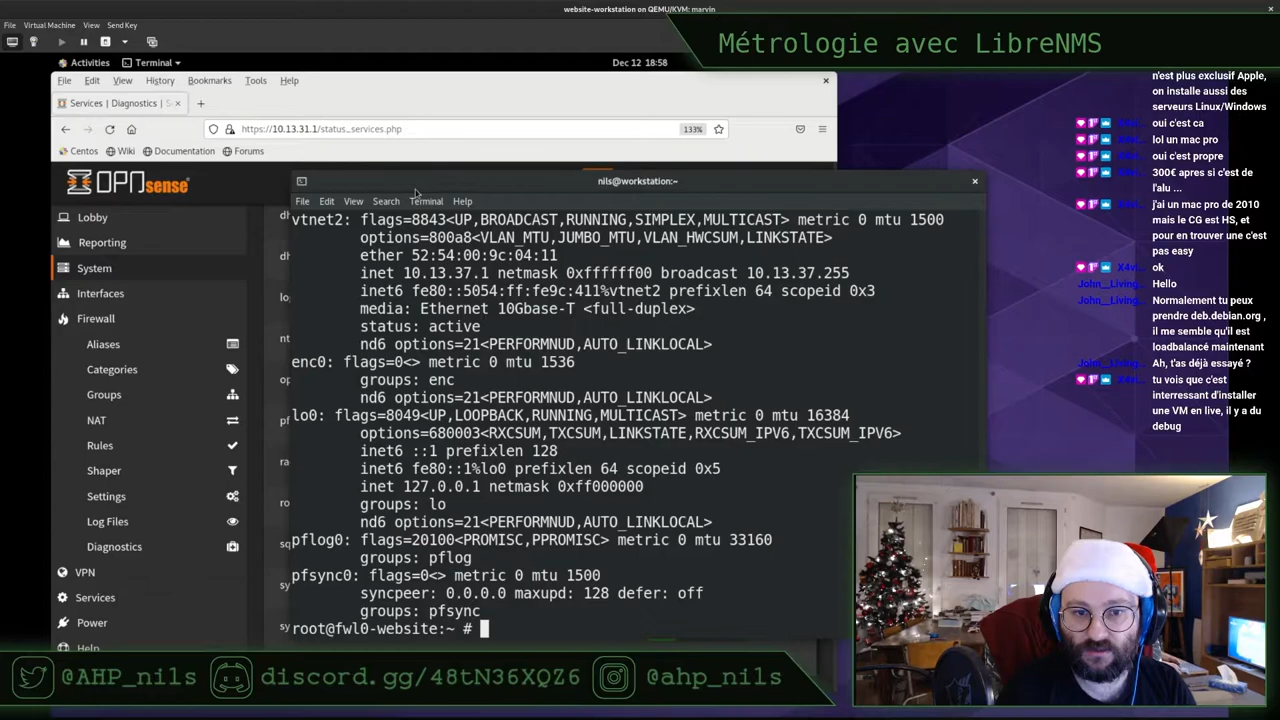 website-workstation on QEMU/KVM: marvin
File Virtual Machine View Send Key
Métrologie avec LibreNMS
Activities Terminal
Dec 12 18:58
File Edit View History Bookmarks Tools Help
Services | Diagnostics | S
https://10.13.31.1/status_services.php
133%
Centos Wiki Documentation Forums
OPNsense
Lobby
Reporting
System
Interfaces
Firewall
Aliases
Categories
Groups
NAT
Rules
Shaper
Settings
Log Files
Diagnostics
VPN
Services
Power
Help
nils@workstation:~
File Edit View Search Terminal Help
vtnet2: flags=8843<UP,BROADCAST,RUNNING,SIMPLEX,MULTICAST> metric 0 mtu 1500
options=800a8<VLAN_MTU,JUMBO_MTU,VLAN_HWCSUM,LINKSTATE>
ether 52:54:00:9c:04:11
inet 10.13.37.1 netmask 0xffffff00 broadcast 10.13.37.255
inet6 fe80::5054:ff:fe9c:411%vtnet2 prefixlen 64 scopeid 0x3
media: Ethernet 10Gbase-T <full-duplex>
status: active
nd6 options=21<PERFORMNUD,AUTO_LINKLOCAL>
enc0: flags=0<> metric 0 mtu 1536
groups: enc
nd6 options=21<PERFORMNUD,AUTO_LINKLOCAL>
lo0: flags=8049<UP,LOOPBACK,RUNNING,MULTICAST> metric 0 mtu 16384
options=680003<RXCSUM,TXCSUM,LINKSTATE,RXCSUM_IPV6,TXCSUM_IPV6>
inet6 ::1 prefixlen 128
inet6 fe80::1%lo0 prefixlen 64 scopeid 0x5
inet 127.0.0.1 netmask 0xff000000
groups: lo
nd6 options=21<PERFORMNUD,AUTO_LINKLOCAL>
pflog0: flags=20100<PROMISC,PPROMISC> metric 0 mtu 33160
groups: pflog
pfsync0: flags=0<> metric 0 mtu 1500
syncpeer: 0.0.0.0 maxupd: 128 defer: off
groups: pfsync
root@fwl0-website:~ #
n'est plus exclusif Apple,
on installe aussi des
serveurs Linux/Windows
oui c'est ca
lol un mac pro
oui c'est propre
300€ apres si c'est de
l'alu ...
j'ai un mac pro de 2010
mais le CG est HS, et
pour en trouver une c'est
pas easy
ok
John__Living... Hello
John__Living... Normalement tu peux
prendre deb.debian.org ,
il me semble qu'il est
loadbalancé maintenant
John__Living... Ah, t'as déjà essayé ?
tu vois que c'est
interessant d'installer
une VM en live, il y a du
debug
@AHP_nils discord.gg/48tN36XQZ6 @ahp_nils